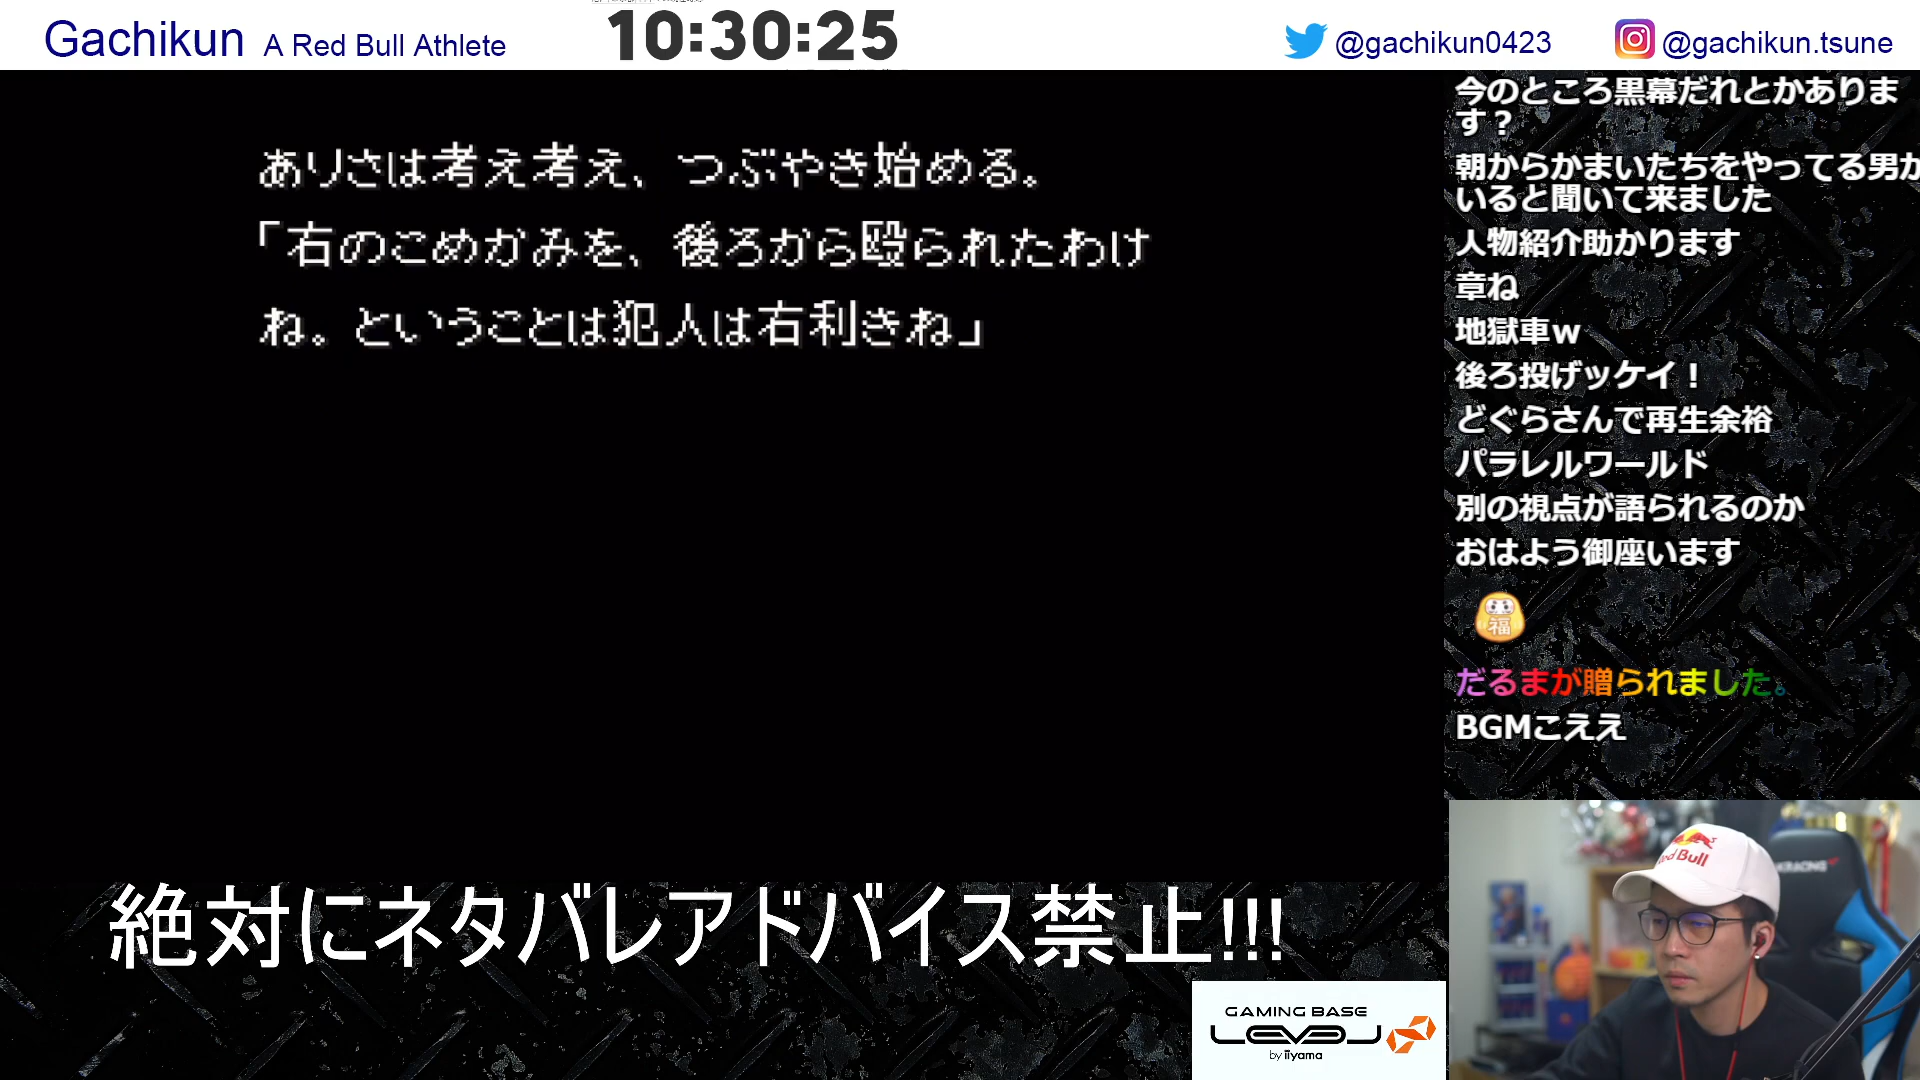 Gachikun A Red Bull Athlete
10:30:25
@gachikun0423
@gachikun.tsune
ありさは考え考え、つぶやき始める。
「右のこめかみを、後ろから殴られたわけ
ね。ということは犯人は右利きね」
今のところ黒幕だれとかありま
す？
朝からかまいたちをやってる男が
いると聞いて来ました
人物紹介助かります
章ね
地獄車ｗ
後ろ投げッケイ！
どぐらさんで再生余裕
パラレルワールド
別の視点が語られるのか
おはよう御座います
福
だるまが贈られました。
BGMこええ
絶対にネタバレアドバイス禁止!!!
GAMING BASE
LEVEL
by iiyama
Red Bull